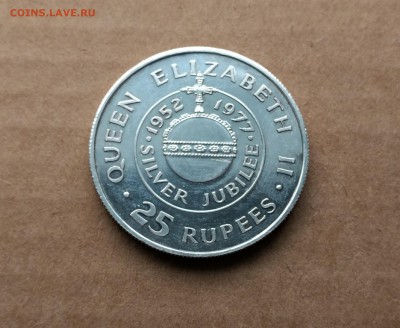 COINS.LAVE.RU
QUEEN ELIZABETH II
· 1952 1977 ·
SILVER JUBILEE
· 25 RUPEES ·